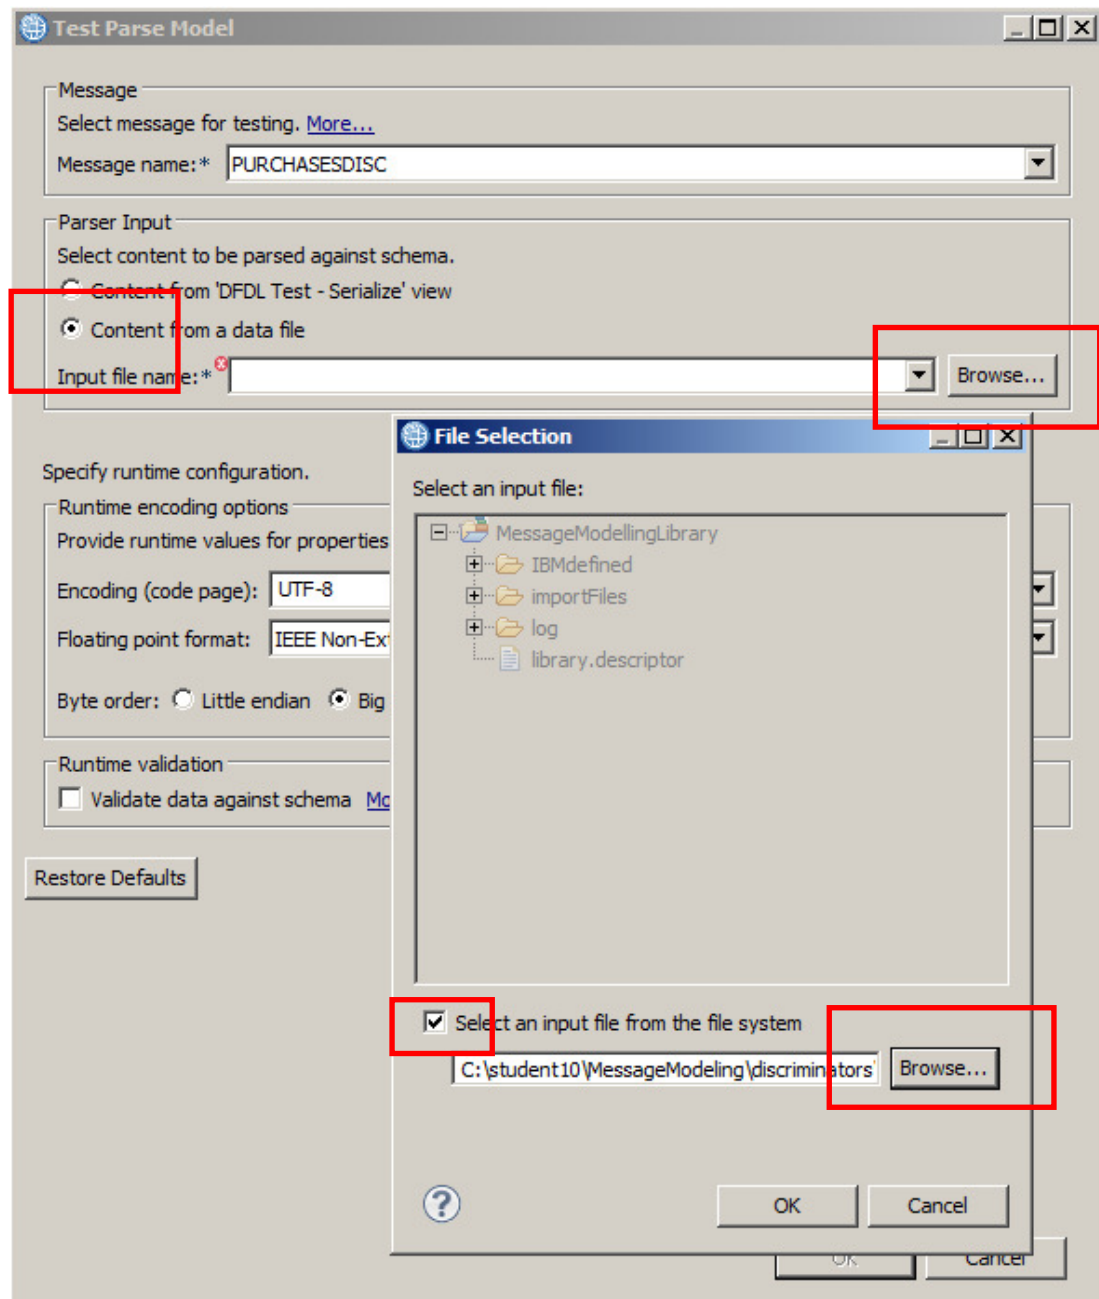 Test Parse Model
Message
Select message for testing. More...
Message name:* PURCHASESDISC
Parser Input
Select content to be parsed against schema.
Content from 'DFDL Test - Serialize' view
Content from a data file
Input file name:* Browse...
File Selection
Select an input file:
MessageModellingLibrary
IBMdefined
importFiles
log
library.descriptor
Select an input file from the file system
C:\student10\MessageModeling\discriminators Browse...
OK Cancel
Specify runtime configuration.
Runtime encoding options
Provide runtime values for properties
Encoding (code page): UTF-8
Floating point format: IEEE Non-Ext
Byte order: Little endian Big
Runtime validation
Validate data against schema Mo
Restore Defaults
OK Cancel